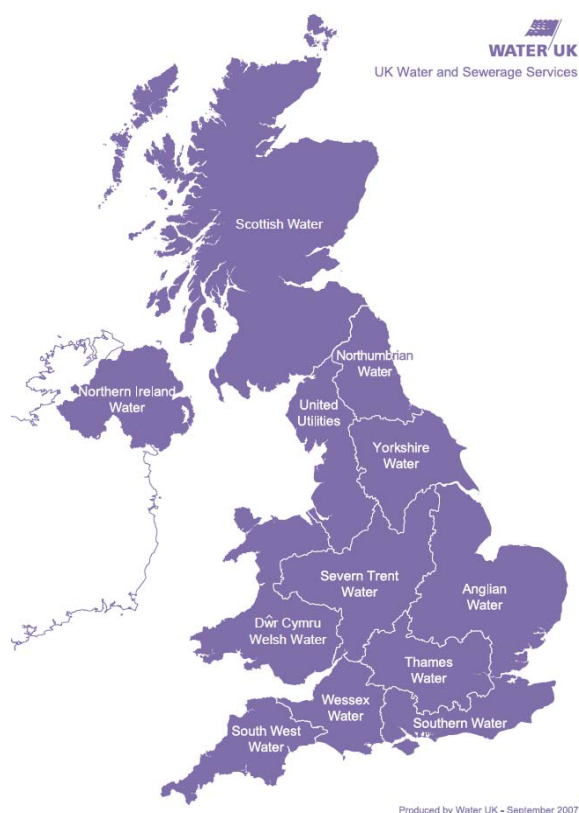 WATER UK
UK Water and Sewerage Services
Scottish Water
Northumbrian
Water
Northern Ireland
Water
United
Utilities
Yorkshire
Water
Severn Trent
Water
Anglian
Water
Dŵr Cymru
Welsh Water
Thames
Water
Wessex
Water
Southern Water
South West
Water
Produced by Water UK - September 2007